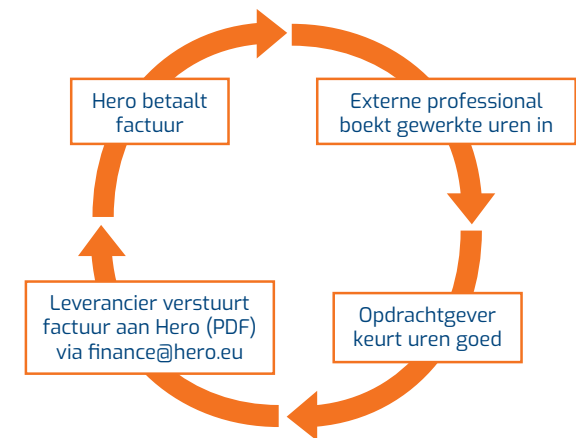 Hero betaalt
factuur
Externe professional
boekt gewerkte uren in
Leverancier verstuurt
factuur aan Hero (PDF)
via finance@hero.eu
Opdrachtgever
keurt uren goed